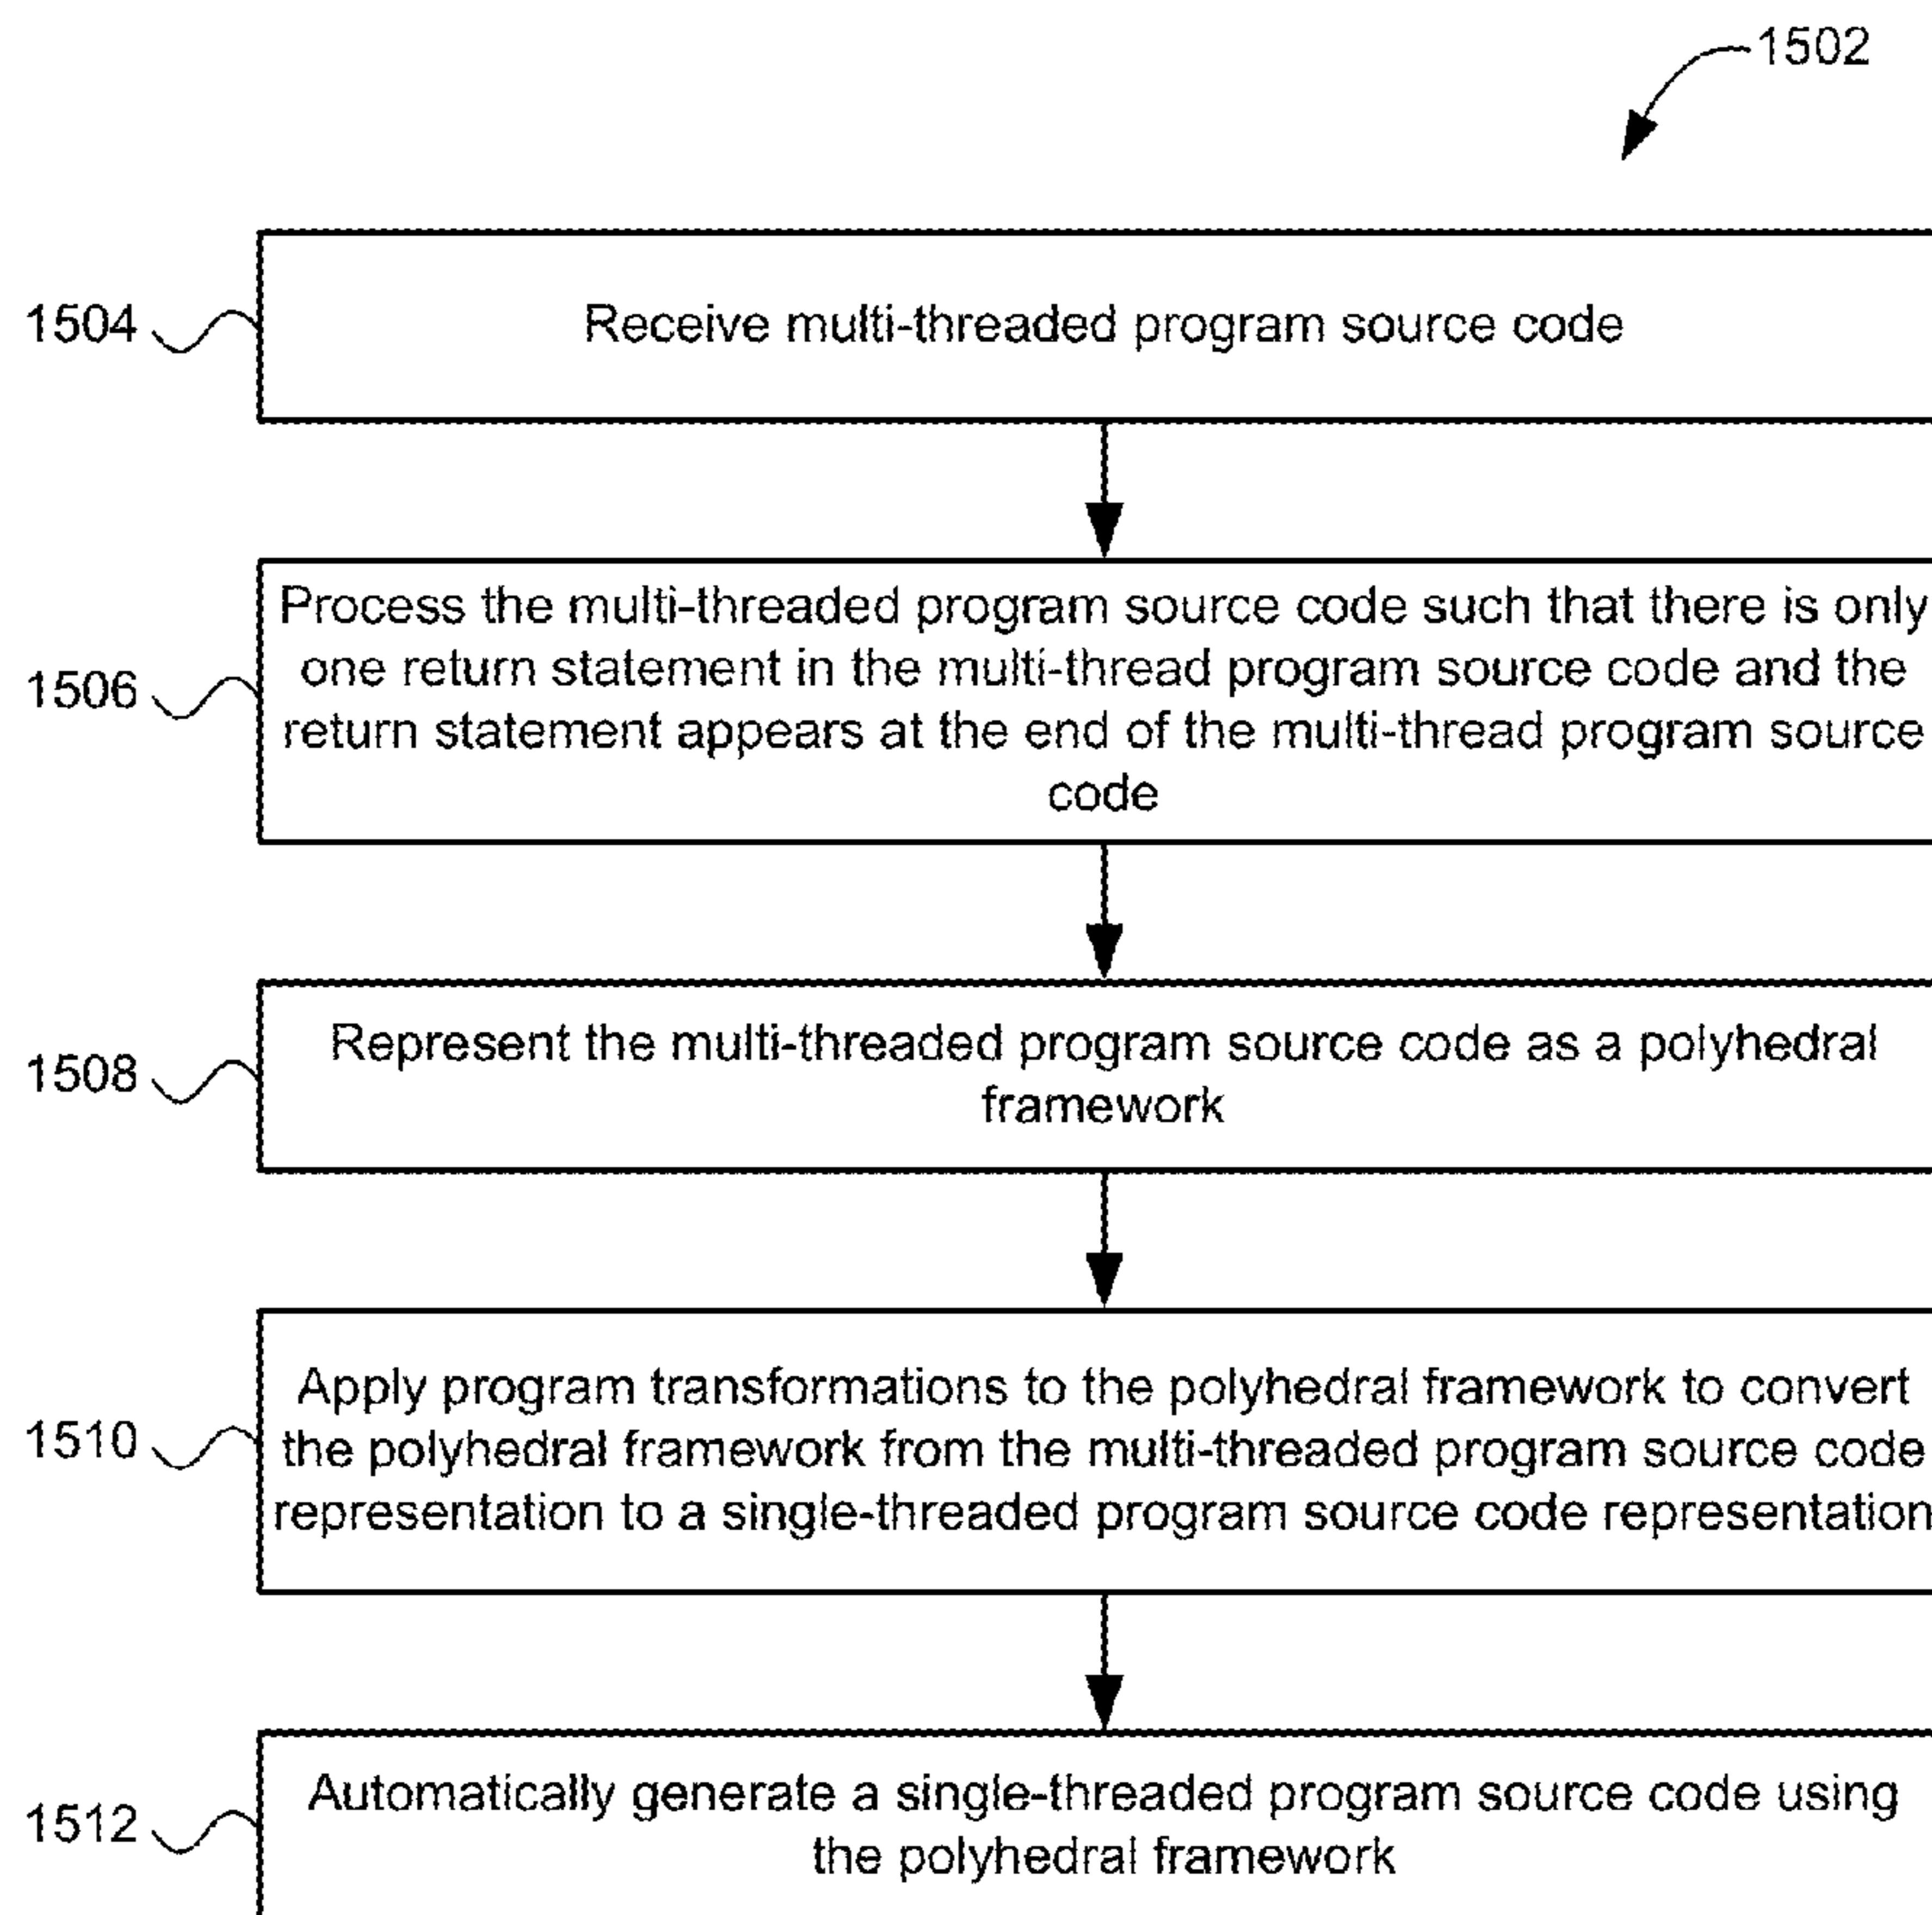 1502
1504
Receive multi-threaded program source code
Process the multi-threaded program source code such that there is only
one return statement in the multi-thread program source code and the
1506
return statement appears at the end of the multi-thread program source
code
Represent the multi-threaded program source code as a polyhedral
1508
framework
Apply program transformations to the polyhedral framework to convert
1510
the polyhedral framework from the multi-threaded program source code
representation to a single-threaded program source code representation
Automatically generate a single-threaded program source code using
1512
the polyhedral framework